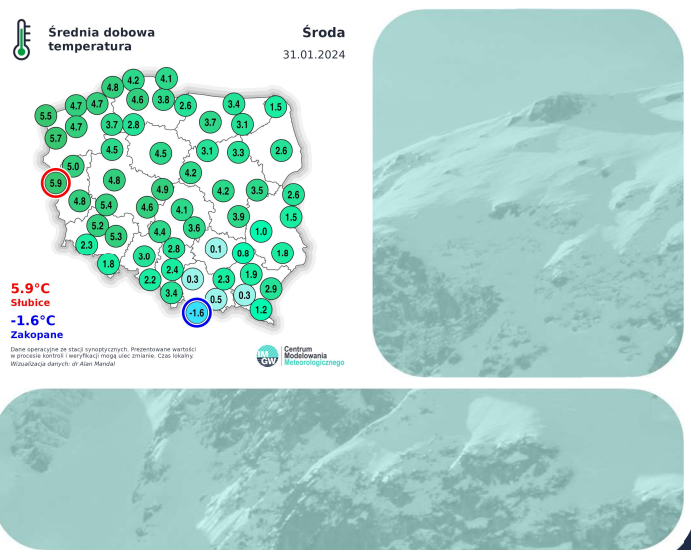 Średnia dobowa
temperatura
Środa
31.01.2024
4.2 4.1
4.8
4.7 4.7 4.6 3.8 2.6 3.4 1.5
5.5
4.7 3.7 2.8 3.7 3.1
5.7
4.5 4.5 3.1 3.3 2.6
5.0
5.9 4.8 4.2
4.9 4.2 3.5 2.6
4.8 5.4 4.6 4.1 3.9 1.5
5.2 5.3 4.4 3.6 1.0
2.3 3.0 2.8 0.1 0.8 1.8
1.8 2.4
2.2 0.3 2.3 1.9
3.4 0.5 0.3 2.9
-1.6 1.2
5.9°C
Słubice
-1.6°C
Zakopane
Dane operacyjne ze stacji synoptycznych. Prezentowane wartości
w procesie kontroli i weryfikacji mogą ulec zmianie. Czas lokalny.
Wizualizacja danych: dr Alan Mandal
IM
GW
Centrum
Modelowania
Meteorologicznego